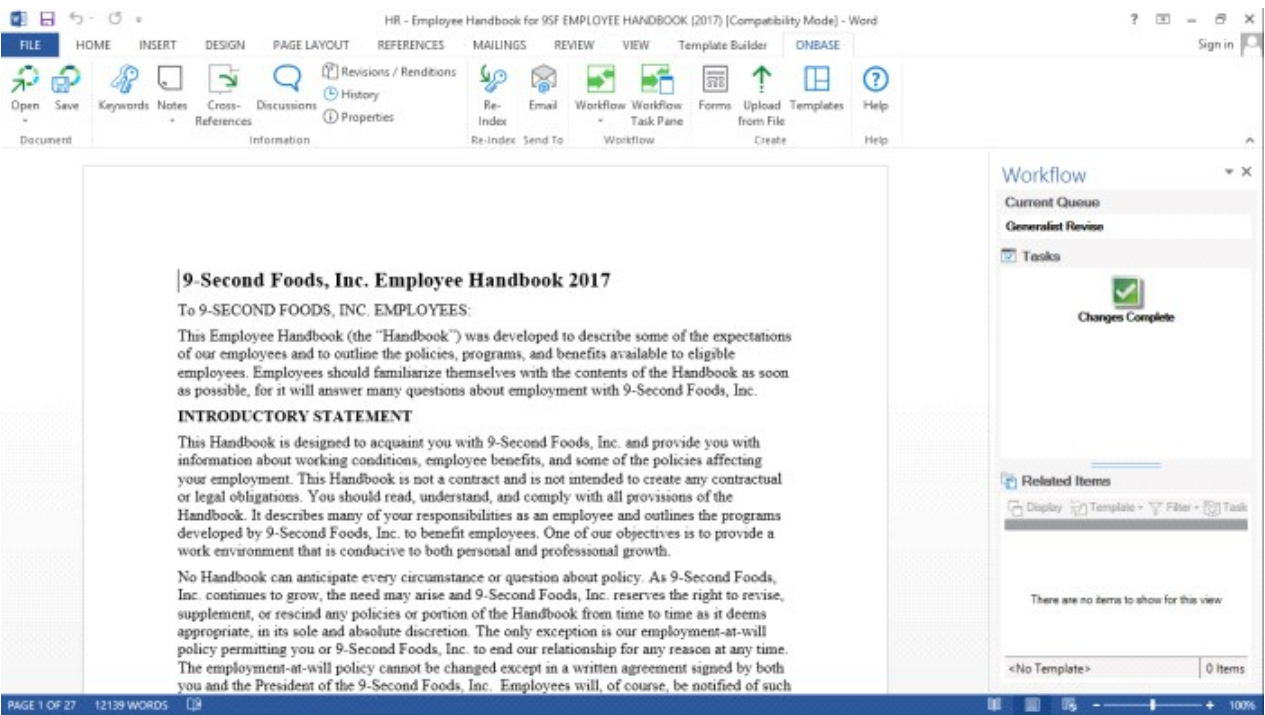 HR - Employee Handbook for 9SF EMPLOYEE HANDBOOK (2017) [Compatibility Mode] - Word
FILE HOME INSERT DESIGN PAGE LAYOUT REFERENCES MAILINGS REVIEW VIEW Template Builder ONBASE Sign in
Open Save Keywords Notes Cross-References Discussions Revisions / Renditions History Properties Re-Index Email Workflow Workflow Task Pane Forms Upload from File Templates Help
Document Information Re-Index Send To Workflow Create Help
9-Second Foods, Inc. Employee Handbook 2017
To 9-SECOND FOODS, INC. EMPLOYEES:
This Employee Handbook (the “Handbook”) was developed to describe some of the expectations
of our employees and to outline the policies, programs, and benefits available to eligible
employees. Employees should familiarize themselves with the contents of the Handbook as soon
as possible, for it will answer many questions about employment with 9-Second Foods, Inc.
INTRODUCTORY STATEMENT
This Handbook is designed to acquaint you with 9-Second Foods, Inc. and provide you with
information about working conditions, employee benefits, and some of the policies affecting
your employment. This Handbook is not a contract and is not intended to create any contractual
or legal obligations. You should read, understand, and comply with all provisions of the
Handbook. It describes many of your responsibilities as an employee and outlines the programs
developed by 9-Second Foods, Inc. to benefit employees. One of our objectives is to provide a
work environment that is conducive to both personal and professional growth.
No Handbook can anticipate every circumstance or question about policy. As 9-Second Foods,
Inc. continues to grow, the need may arise and 9-Second Foods, Inc. reserves the right to revise,
supplement, or rescind any policies or portion of the Handbook from time to time as it deems
appropriate, in its sole and absolute discretion. The only exception is our employment-at-will
policy permitting you or 9-Second Foods, Inc. to end our relationship for any reason at any time.
The employment-at-will policy cannot be changed except in a written agreement signed by both
you and the President of the 9-Second Foods, Inc. Employees will, of course, be notified of such
Workflow
Current Queue
Generalist Revise
Tasks
Changes Complete
Related Items
Display Template Filter Task
There are no items to show for this view
<No Template> 0 Items
PAGE 1 OF 27 12139 WORDS 100%